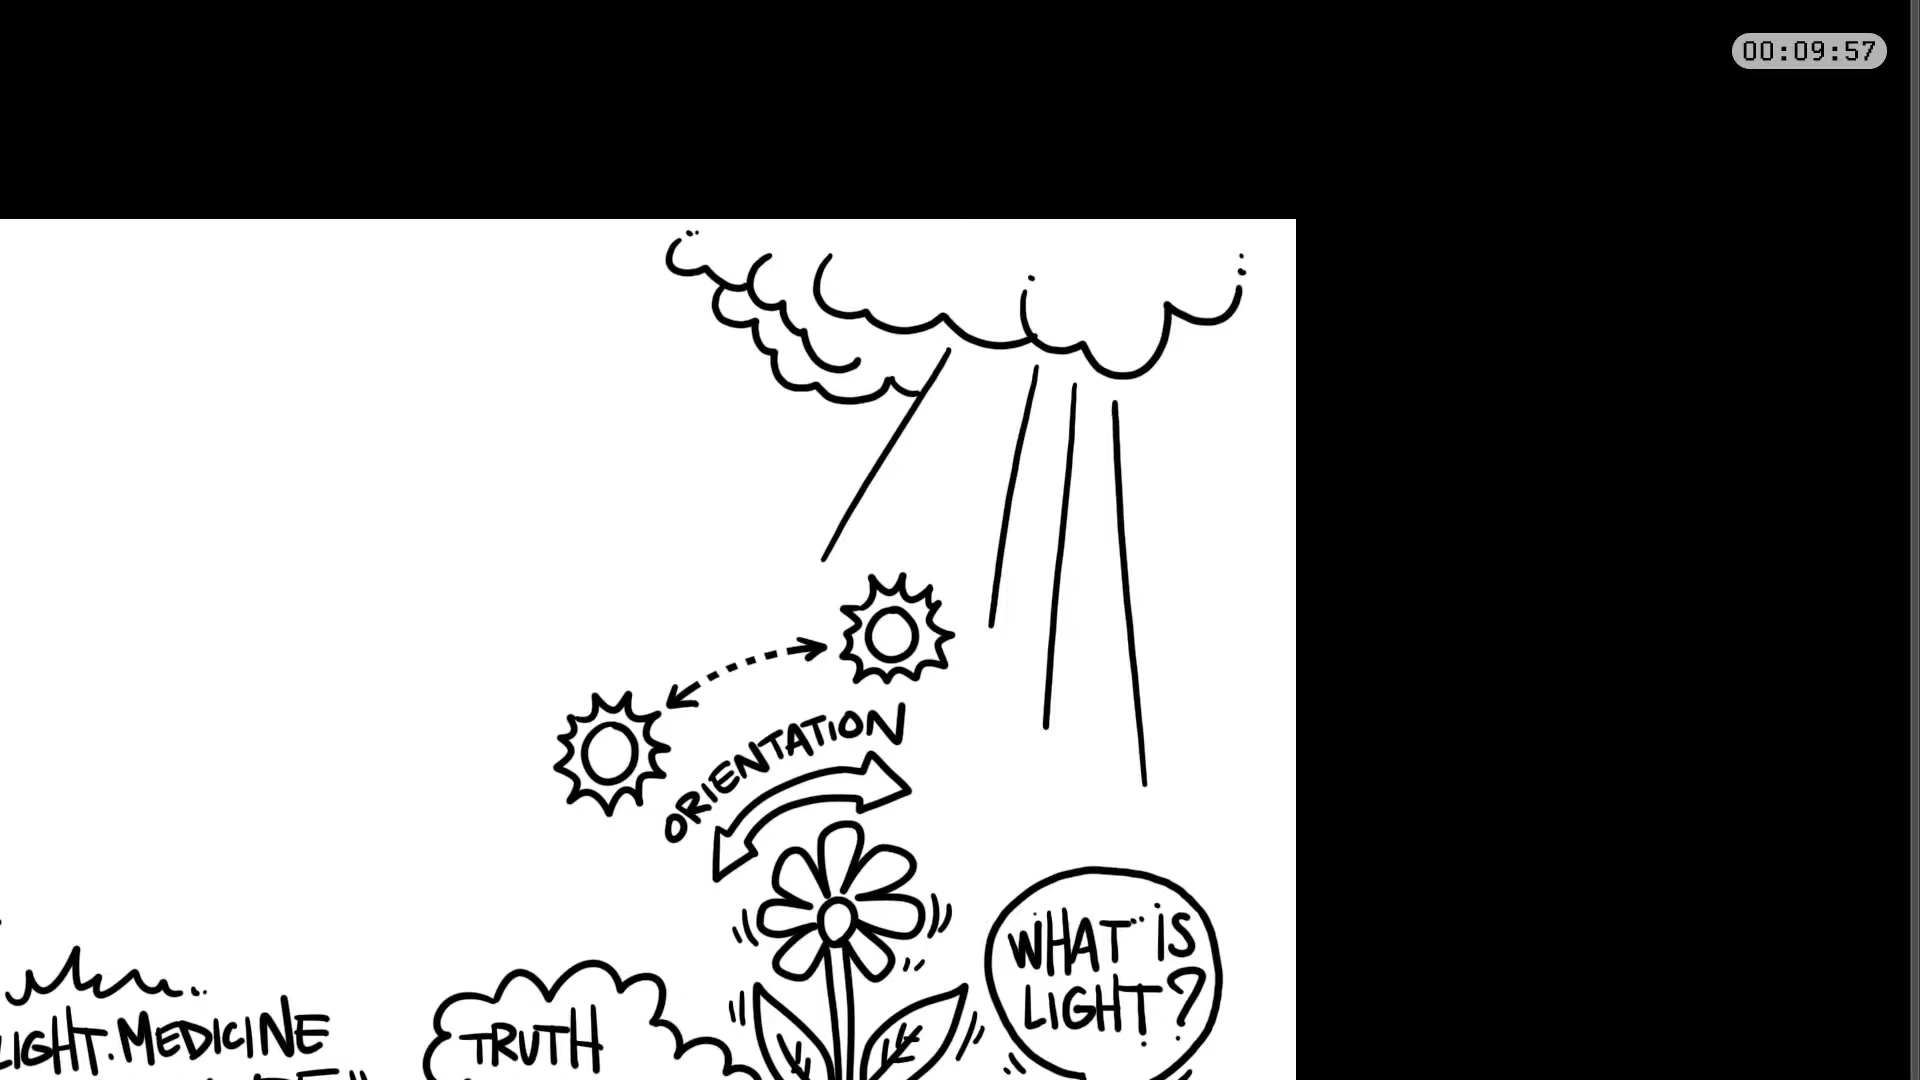 00:09:57
ORIENTATION
WHAT IS
LIGHT?
LIGHT. MEDICINE
TRUTH